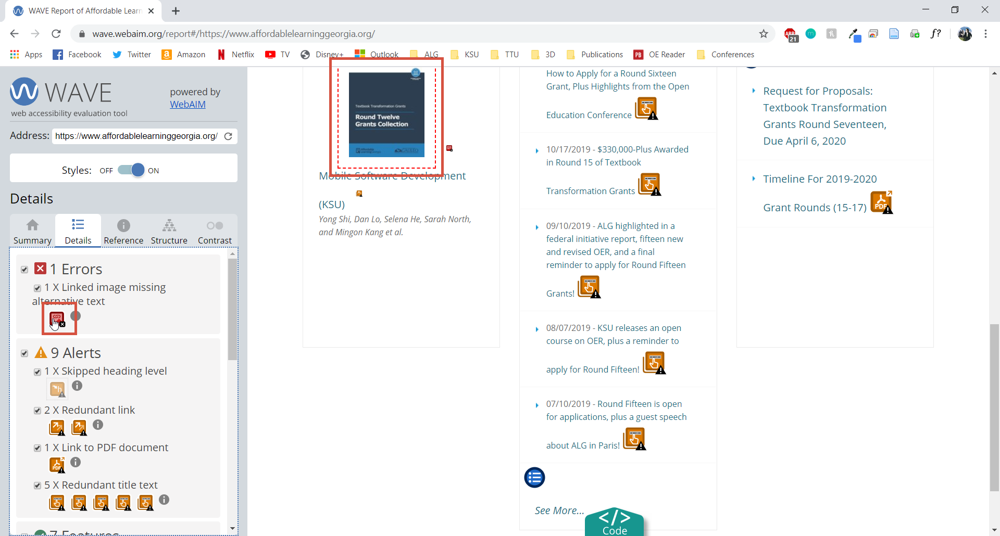 WAVE Report of Affordable Learn
wave.webaim.org/report#/https://www.affordablelearninggeorgia.org/
ABP
21
m
h
f?
Apps
Facebook
Twitter
a
Amazon
N
Netflix
TV
Disney+
Outlook
ALG
KSU
TTU
3D
Publications
PB
OE Reader
Conferences
WAVE
web accessibility evaluation tool
powered by
WebAIM
Address:
https://www.affordablelearninggeorgia.org/
Styles:
OFF
ON
Details
Summary
Details
Reference
Structure
Contrast
1 Errors
1 X Linked image missing
alternative text
9 Alerts
1 X Skipped heading level
h
2 X Redundant link
1 X Link to PDF document
PDF
5 X Redundant title text
7 Features
Textbook Transformation Grants
Round Twelve
Grants Collection
Mobile Software Development
(KSU)
Yong Shi, Dan Lo, Selena He, Sarah North,
and Mingon Kang et al.
How to Apply for a Round Sixteen
Grant, Plus Highlights from the Open
Education Conference
10/17/2019 - $330,000-Plus Awarded
in Round 15 of Textbook
Transformation Grants
09/10/2019 - ALG highlighted in a
federal initiative report, fifteen new
and revised OER, and a final
reminder to apply for Round Fifteen
Grants!
08/07/2019 - KSU releases an open
course on OER, plus a reminder to
apply for Round Fifteen!
07/10/2019 - Round Fifteen is open
for applications, plus a guest speech
about ALG in Paris!
See More...
</>
Code
Request for Proposals:
Textbook Transformation
Grants Round Seventeen,
Due April 6, 2020
Timeline For 2019-2020
Grant Rounds (15-17)
PDF